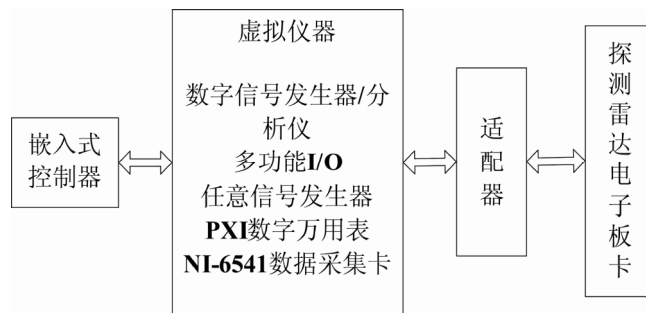 嵌入式
控制器
虚拟仪器
数字信号发生器/分
析仪
多功能I/O
任意信号发生器
PXI数字万用表
NI-6541数据采集卡
适
配
器
探
测
雷
达
电
子
板
卡